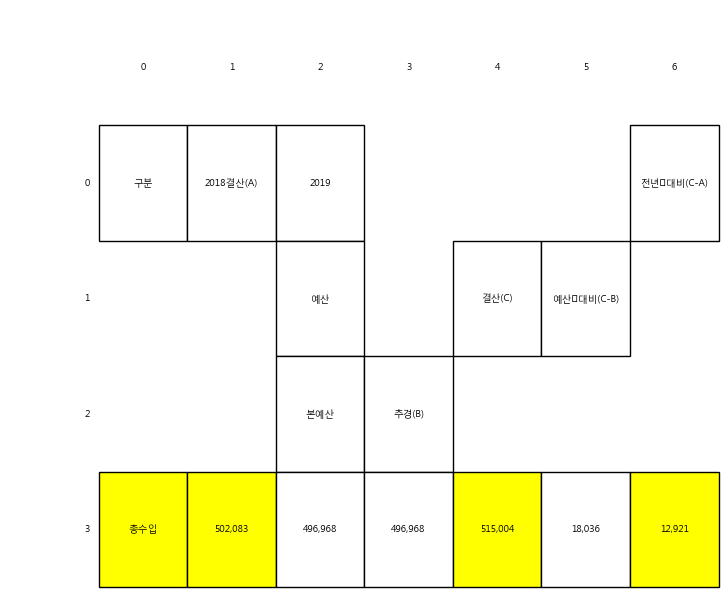 0 1 2 3 4 5 6
0 구분 2018결산(A) 2019 전년▯대비(C-A)
1 예산 결산(C) 예산▯대비(C-B)
2 본예산 추경(B)
3 총수입 502,083 496,968 496,968 515,004 18,036 12,921